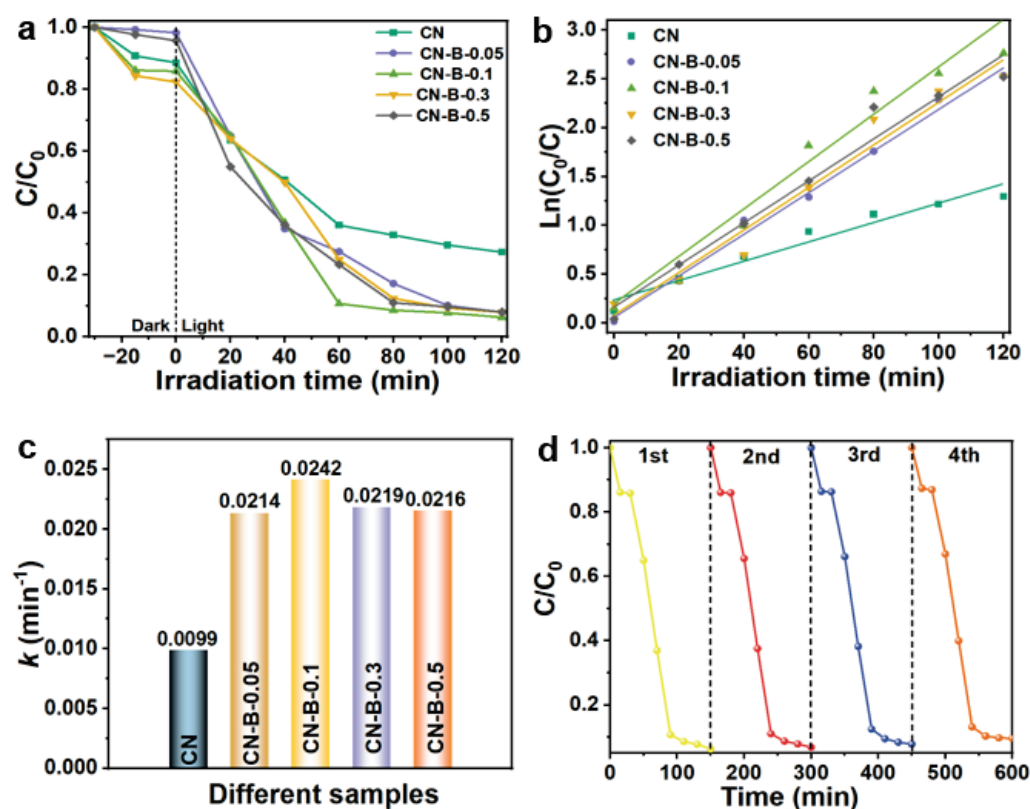 a
1.0
0.8
0.6
0.4
0.2
0.0
C/C0
CN
CN-B-0.05
CN-B-0.1
CN-B-0.3
CN-B-0.5
Dark Light
−20 0 20 40 60 80 100 120
Irradiation time (min)
b
3.0
2.5
2.0
1.5
1.0
0.5
0.0
Ln(C0/C)
CN
CN-B-0.05
CN-B-0.1
CN-B-0.3
CN-B-0.5
0 20 40 60 80 100 120
Irradiation time (min)
c
0.025
0.020
0.015
0.010
0.005
0.000
k (min-1)
0.0099
0.0214
0.0242
0.0219
0.0216
CN
CN-B-0.05
CN-B-0.1
CN-B-0.3
CN-B-0.5
Different samples
d
1.0
0.8
0.6
0.4
0.2
C/C0
1st 2nd 3rd 4th
0 100 200 300 400 500 600
Time (min)